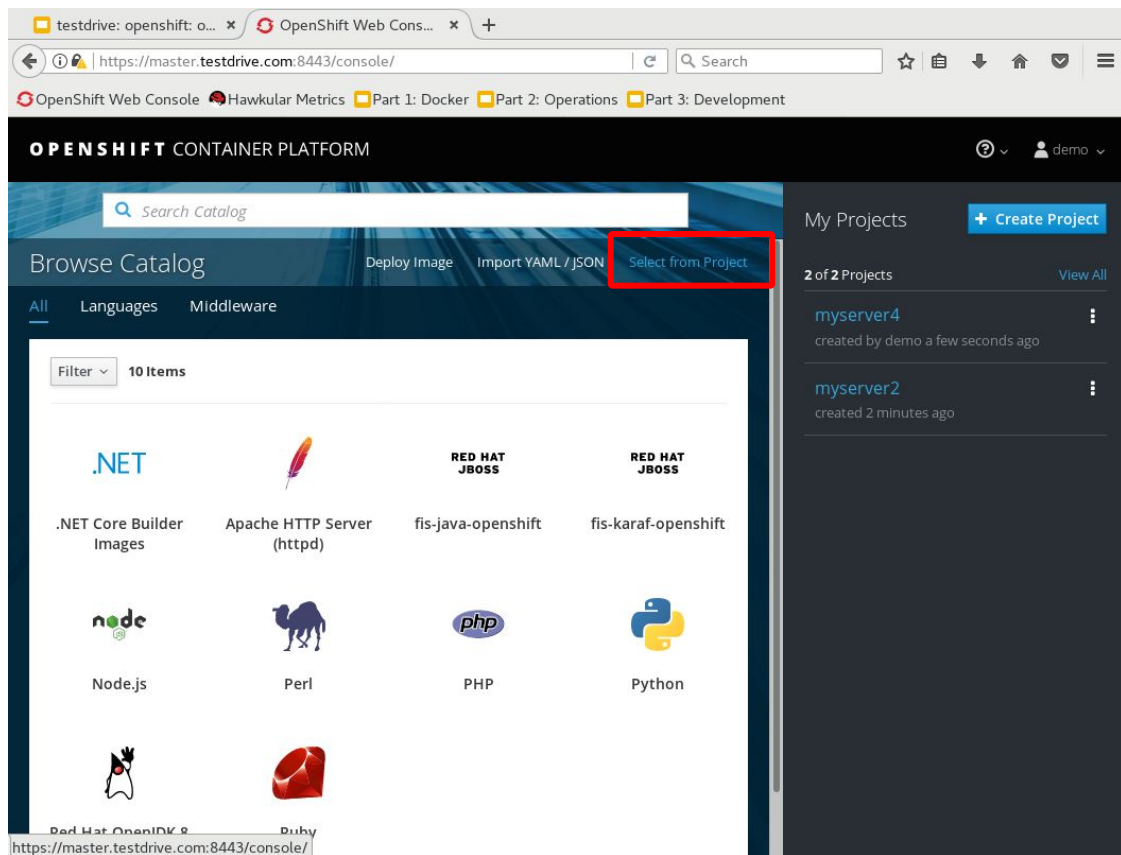 testdrive: openshift: o...
OpenShift Web Cons...
https://master.testdrive.com:8443/console/
Search
OpenShift Web Console Hawkular Metrics Part 1: Docker Part 2: Operations Part 3: Development
OPENSHIFT CONTAINER PLATFORM
demo
Search Catalog
Browse Catalog
Deploy Image
Import YAML / JSON
Select from Project
All
Languages
Middleware
Filter
10 Items
.NET
RED HAT
JBOSS
RED HAT
JBOSS
.NET Core Builder
Images
Apache HTTP Server
(httpd)
fis-java-openshift
fis-karaf-openshift
node
JS
php
Node.js
Perl
PHP
Python
Red Hat OpenJDK 8
Ruby
https://master.testdrive.com:8443/console/
My Projects
+ Create Project
2 of 2 Projects
View All
myserver4
created by demo a few seconds ago
myserver2
created 2 minutes ago